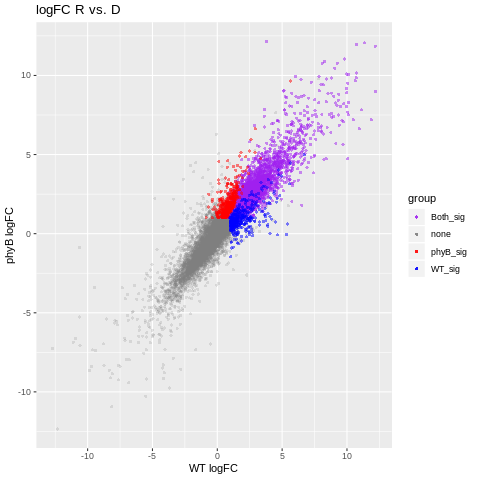 logFC R vs. D
phyB logFC
10
5
0
-5
-10
-10
-5
0
5
10
WT logFC
group
Both_sig
none
phyB_sig
WT_sig